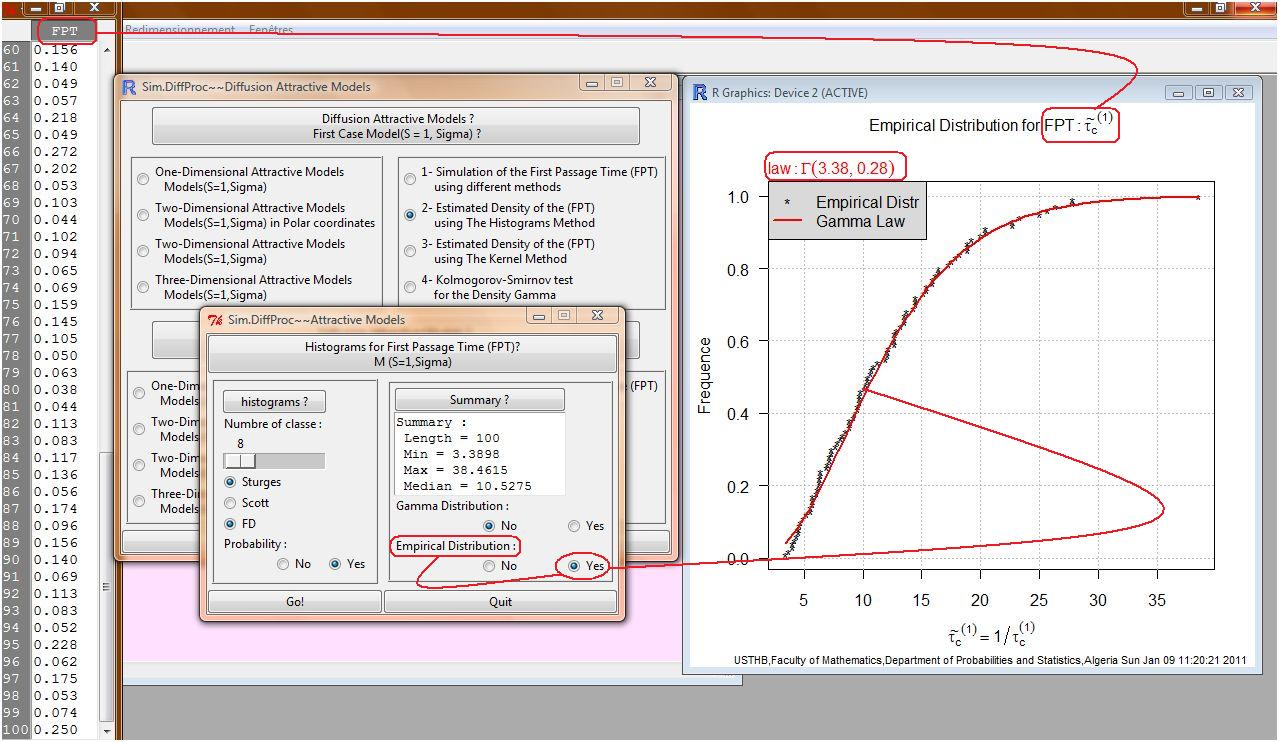 FPT
Redimensionnement Fenêtres
60 0.156
61 0.140
62 0.049
63 0.057
64 0.218
65 0.049
66 0.272
67 0.202
68 0.053
69 0.103
70 0.044
71 0.102
72 0.094
73 0.065
74 0.069
75 0.159
76 0.145
77 0.105
78 0.050
79 0.063
80 0.038
81 0.044
82 0.113
83 0.083
84 0.117
85 0.136
86 0.056
87 0.174
88 0.096
89 0.156
90 0.140
91 0.069
92 0.113
93 0.083
94 0.052
95 0.228
96 0.062
97 0.175
98 0.053
99 0.074
100 0.250
Sim.DiffProc~~Diffusion Attractive Models
Diffusion Attractive Models ?
First Case Model(S = 1, Sigma) ?
One-Dimensional Attractive Models
Models(S=1,Sigma)
Two-Dimensional Attractive Models
Models(S=1,Sigma) in Polar coordinates
Two-Dimensional Attractive Models
Models(S=1,Sigma)
Three-Dimensional Attractive Models
Models(S=1,Sigma)
1- Simulation of the First Passage Time (FPT)
using different methods
2- Estimated Density of the (FPT)
using The Histograms Method
3- Estimated Density of the (FPT)
using The Kernel Method
4- Kolmogorov-Smirnov test
for the Density Gamma
One-Dim
Models
Two-Dim
Models
Two-Dim
Models
Three-Dim
Models
(FPT)
Sim.DiffProc~~Attractive Models
Histograms for First Passage Time (FPT)?
M (S=1,Sigma)
histograms ?
Numbre of classe :
8
Sturges
Scott
FD
Probability :
No Yes
Summary ?
Summary :
Length = 100
Min = 3.3898
Max = 38.4615
Median = 10.5275
Gamma Distribution :
No Yes
Empirical Distribution :
No Yes
Go! Quit
R Graphics: Device 2 (ACTIVE)
Empirical Distribution for FPT : τ̃c(1)
law : Γ(3.38, 0.28)
Empirical Distr
Gamma Law
Frequence
1.0
0.8
0.6
0.4
0.2
0.0
5 10 15 20 25 30 35
τ̃c(1) = 1/τc(1)
USTHB,Faculty of Mathematics,Department of Probabilities and Statistics,Algeria Sun Jan 09 11:20:21 2011